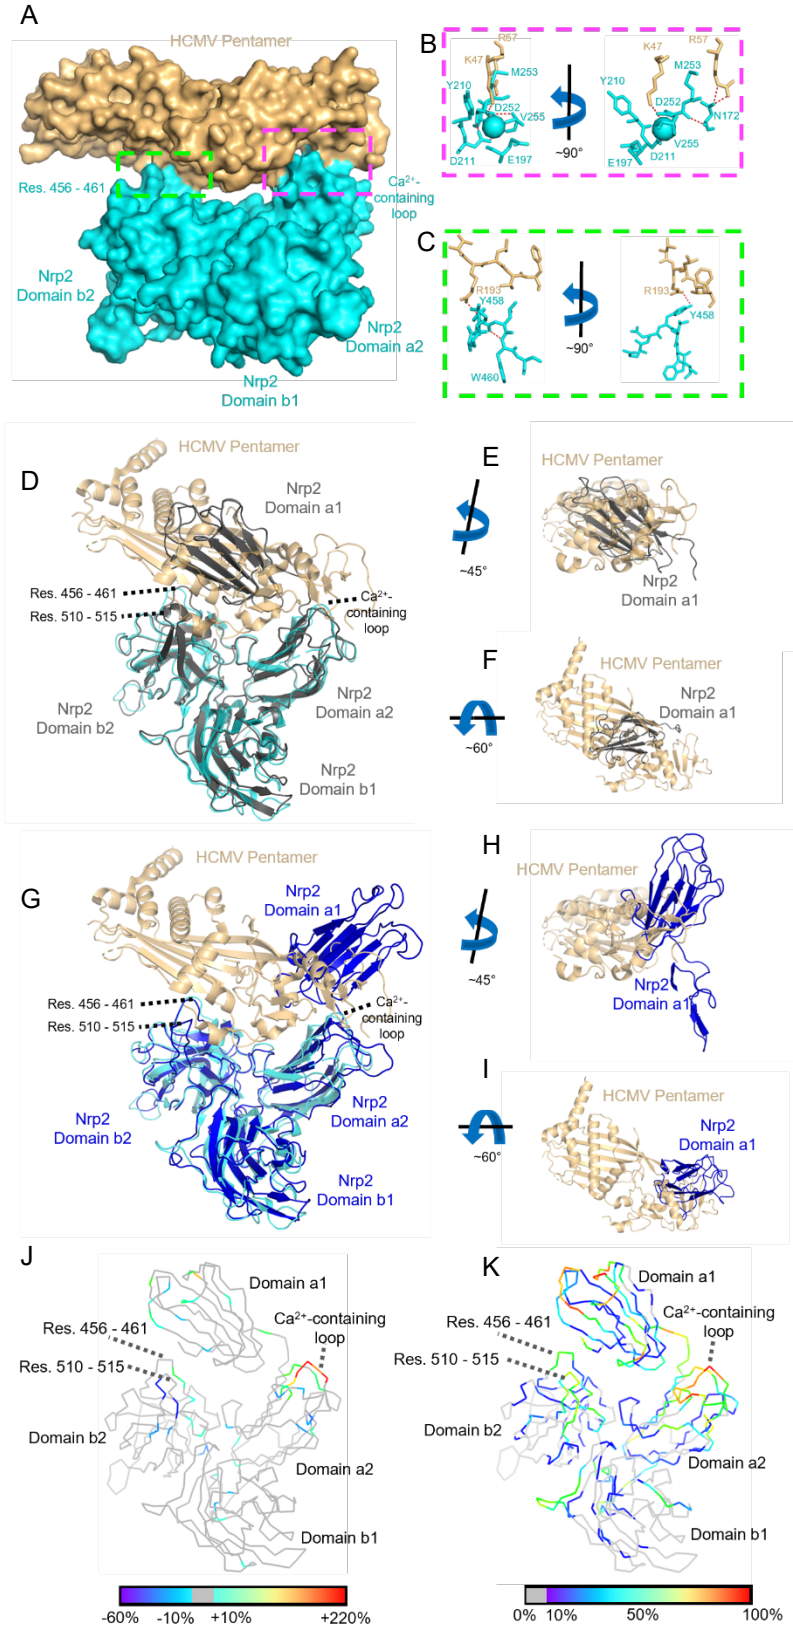 A
HCMV Pentamer
Res. 456 - 461
Ca²⁺-
containing
loop
Nrp2
Domain b2
Nrp2
Domain a2
Nrp2
Domain b1
B
R57
K47
M253
Y210
D252
V255
D211
E197
~90°
R57
K47
M253
Y210
D252
N172
V255
D211
E197
C
R193
Y458
W460
~90°
R193
Y458
D
HCMV Pentamer
Nrp2
Domain a1
Res. 456 - 461
Res. 510 - 515
Ca²⁺-
containing
loop
Nrp2
Domain b2
Nrp2
Domain a2
Nrp2
Domain b1
E
HCMV Pentamer
~45°
Nrp2
Domain a1
F
HCMV Pentamer
Nrp2
Domain a1
~60°
G
HCMV Pentamer
Nrp2
Domain a1
Res. 456 - 461
Res. 510 - 515
Ca²⁺-
containing
loop
Nrp2
Domain b2
Nrp2
Domain a2
Nrp2
Domain b1
H
HCMV Pentamer
~45°
Nrp2
Domain a1
I
HCMV Pentamer
Nrp2
Domain a1
~60°
J
Domain a1
Ca²⁺-containing
loop
Res. 456 - 461
Res. 510 - 515
Domain b2
Domain a2
Domain b1
-60%
-10%
+10%
+220%
K
Domain a1
Ca²⁺-containing
loop
Res. 456 - 461
Res. 510 - 515
Domain b2
Domain a2
Domain b1
0%
10%
50%
100%